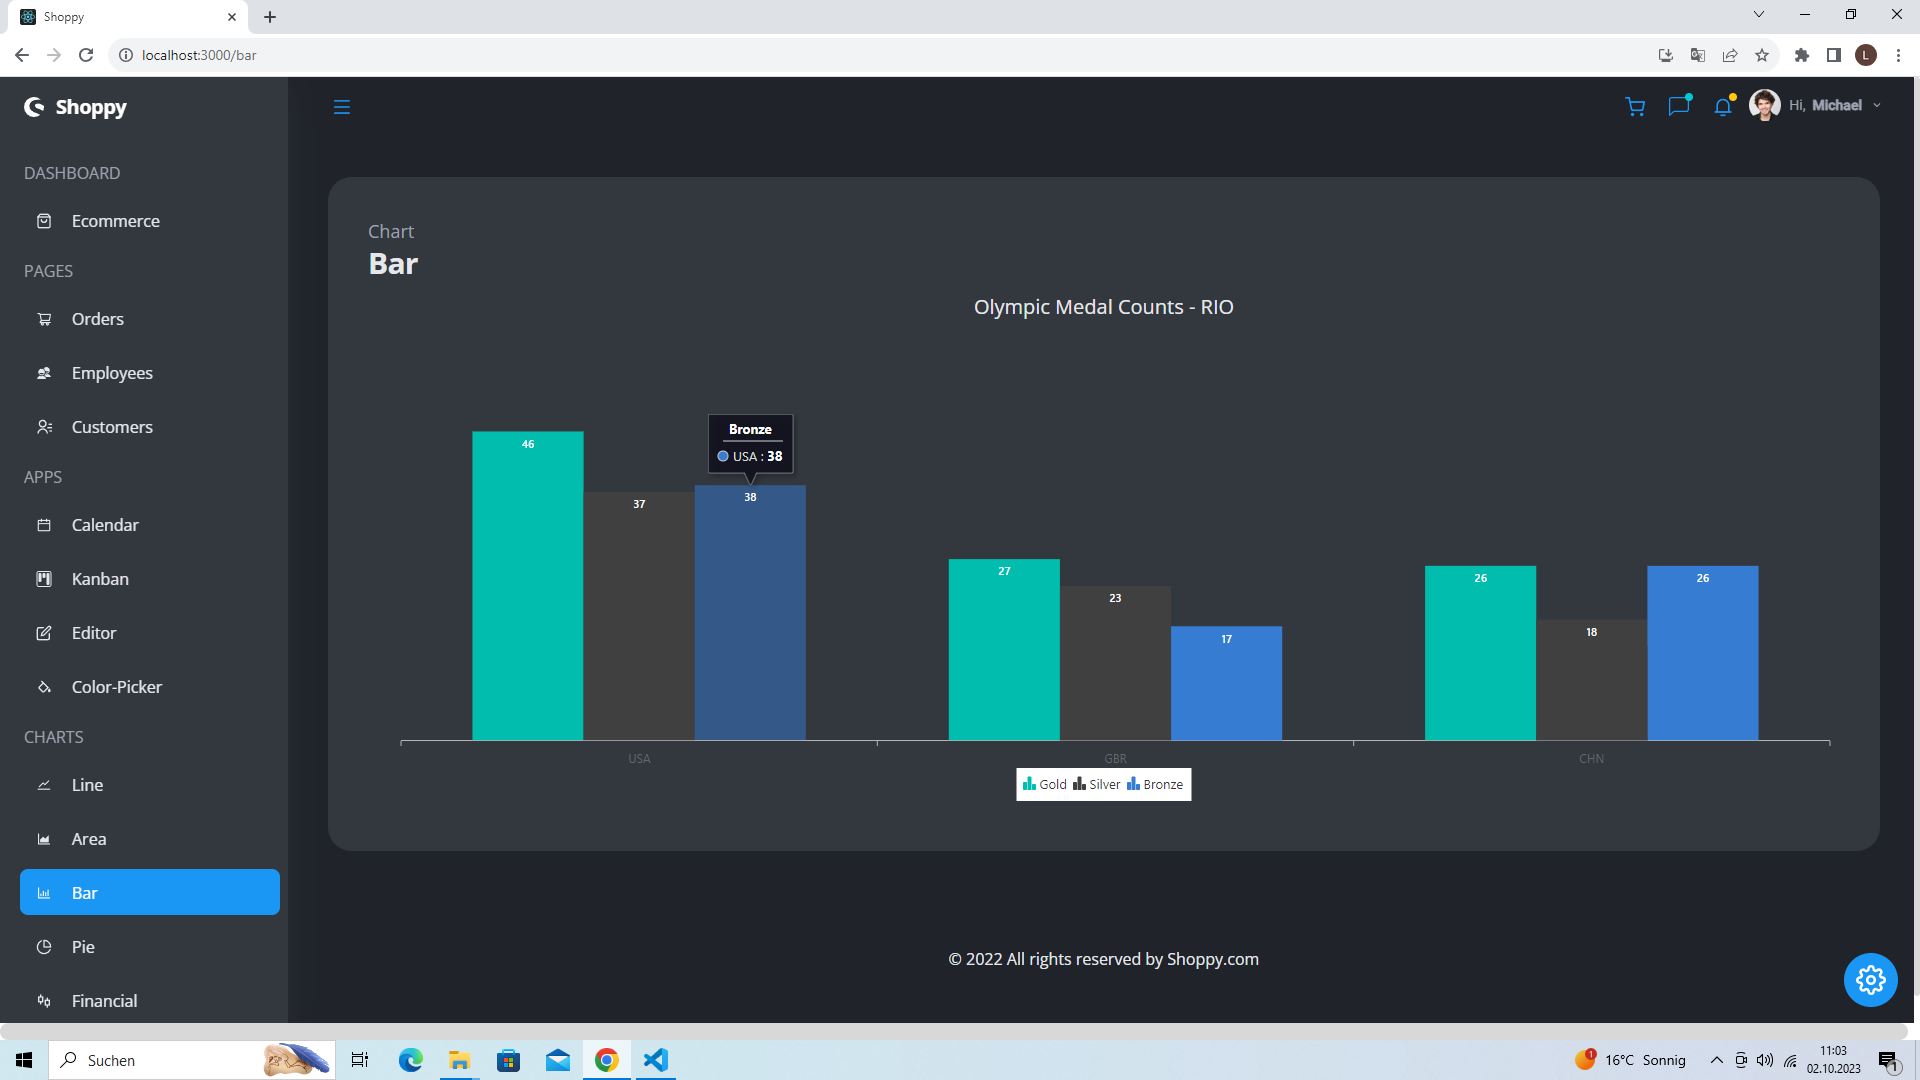 Shoppy
localhost:3000/bar
L
Shoppy
Hi, Michael
DASHBOARD
Ecommerce
PAGES
Orders
Employees
Customers
APPS
Calendar
Kanban
Editor
Color-Picker
CHARTS
Line
Area
Bar
Pie
Financial
Chart
Bar
Olympic Medal Counts - RIO
Bronze
USA : 38
46
37
38
27
23
17
26
18
26
USA
GBR
CHN
Gold Silver Bronze
© 2022 All rights reserved by Shoppy.com
Suchen
1
16°C Sonnig
11:03
02.10.2023
1